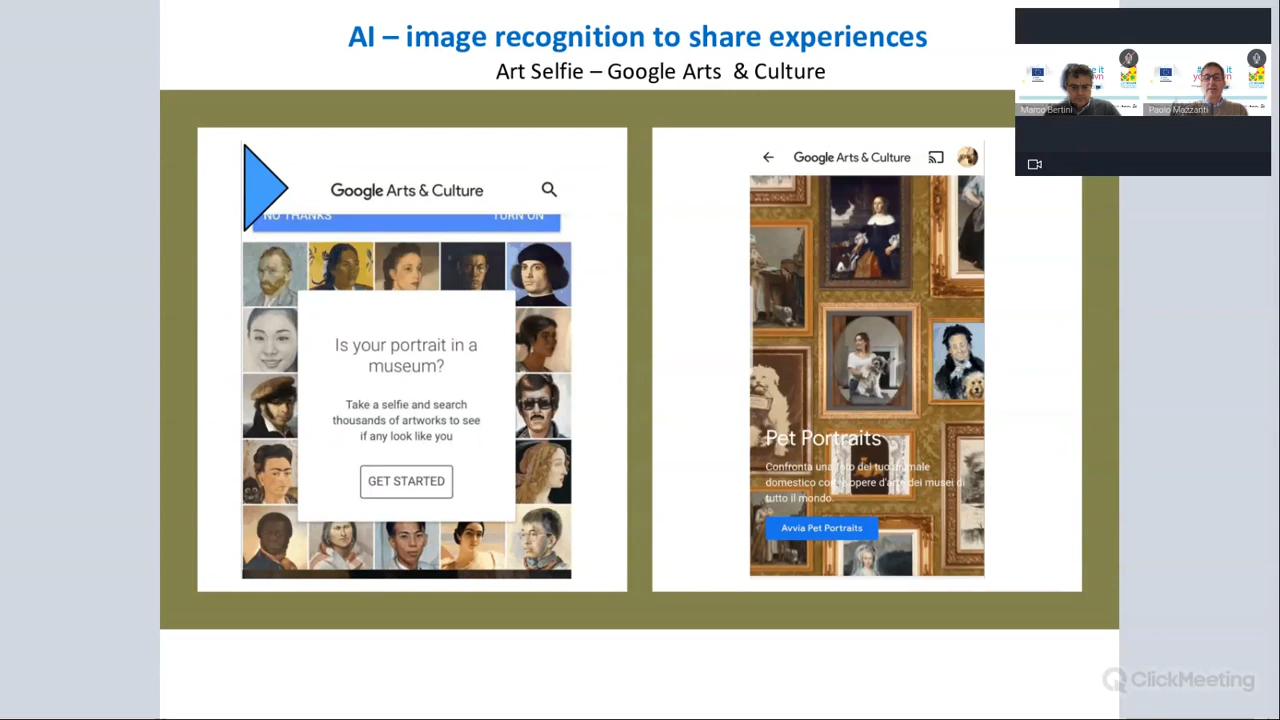 AI – image recognition to share experiences
Art Selfie – Google Arts & Culture
Marco Bertini
Paolo Mazzanti
Google Arts & Culture
NO THANKS
TURN ON
Is your portrait in a
museum?
Take a selfie and search
thousands of artworks to see
if any look like you
GET STARTED
Google Arts & Culture
Pet Portraits
Confronta una foto del tuo animale
domestico con le opere d'arte dei musei di
tutto il mondo.
Avvia Pet Portraits
ClickMeeting